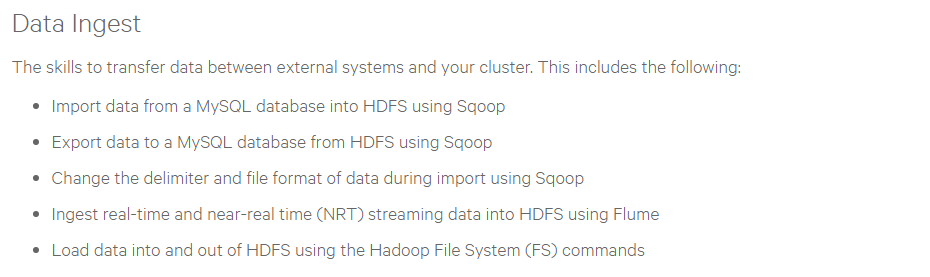 Data Ingest
The skills to transfer data between external systems and your cluster. This includes the following:
• Import data from a MySQL database into HDFS using Sqoop
• Export data to a MySQL database from HDFS using Sqoop
• Change the delimiter and file format of data during import using Sqoop
• Ingest real-time and near-real time (NRT) streaming data into HDFS using Flume
• Load data into and out of HDFS using the Hadoop File System (FS) commands